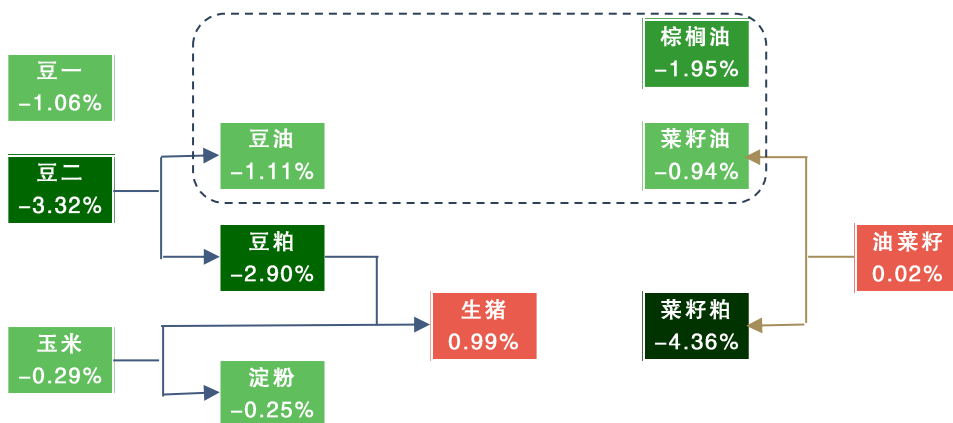 棕榈油
-1.95%
豆一
-1.06%
豆油
-1.11%
菜籽油
-0.94%
豆二
-3.32%
豆粕
-2.90%
油菜籽
0.02%
生猪
0.99%
菜籽粕
-4.36%
玉米
-0.29%
淀粉
-0.25%